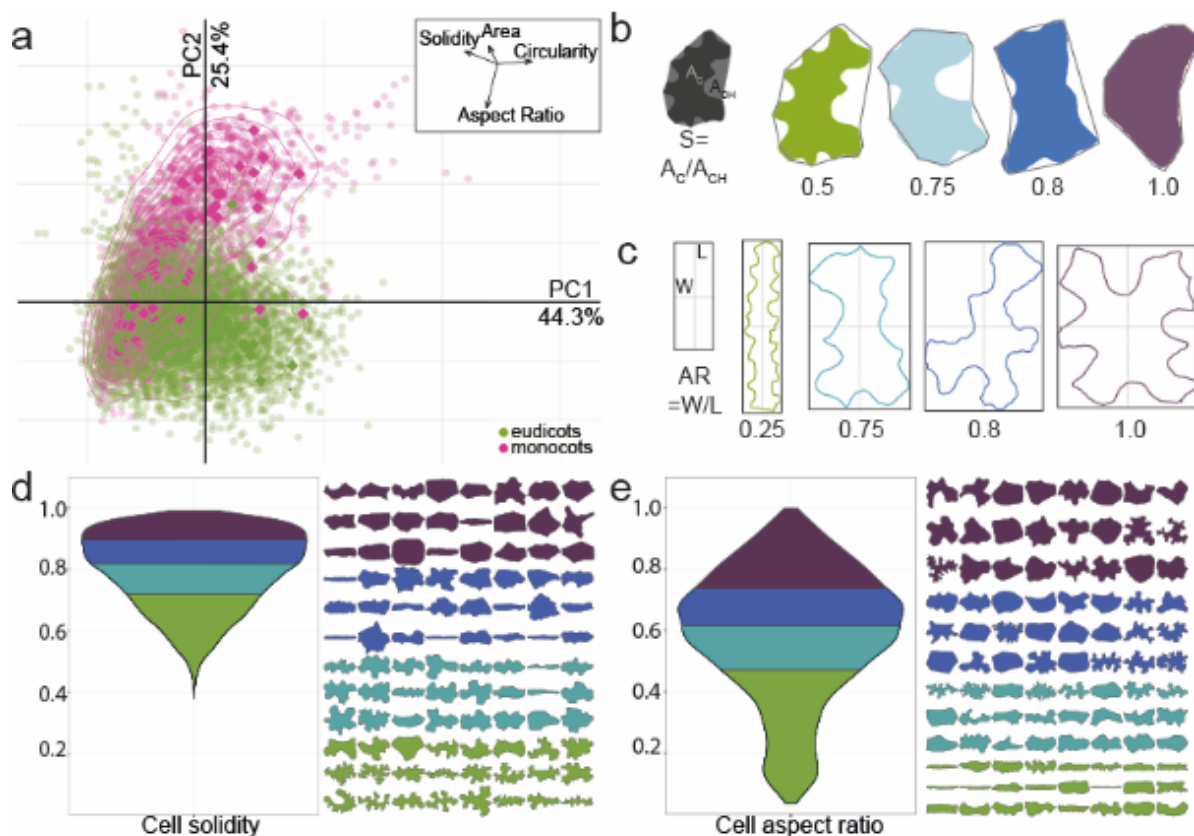 a
PC2
25.4%
Solidity
Area
Circularity
Aspect Ratio
PC1
44.3%
eudicots
monocots
b
A_C
A_CH
S=
A_C/A_CH
0.5
0.75
0.8
1.0
c
L
W
AR
=W/L
0.25
0.75
0.8
1.0
d
1.0
0.8
0.6
0.4
0.2
Cell solidity
e
1.0
0.8
0.6
0.4
0.2
Cell aspect ratio